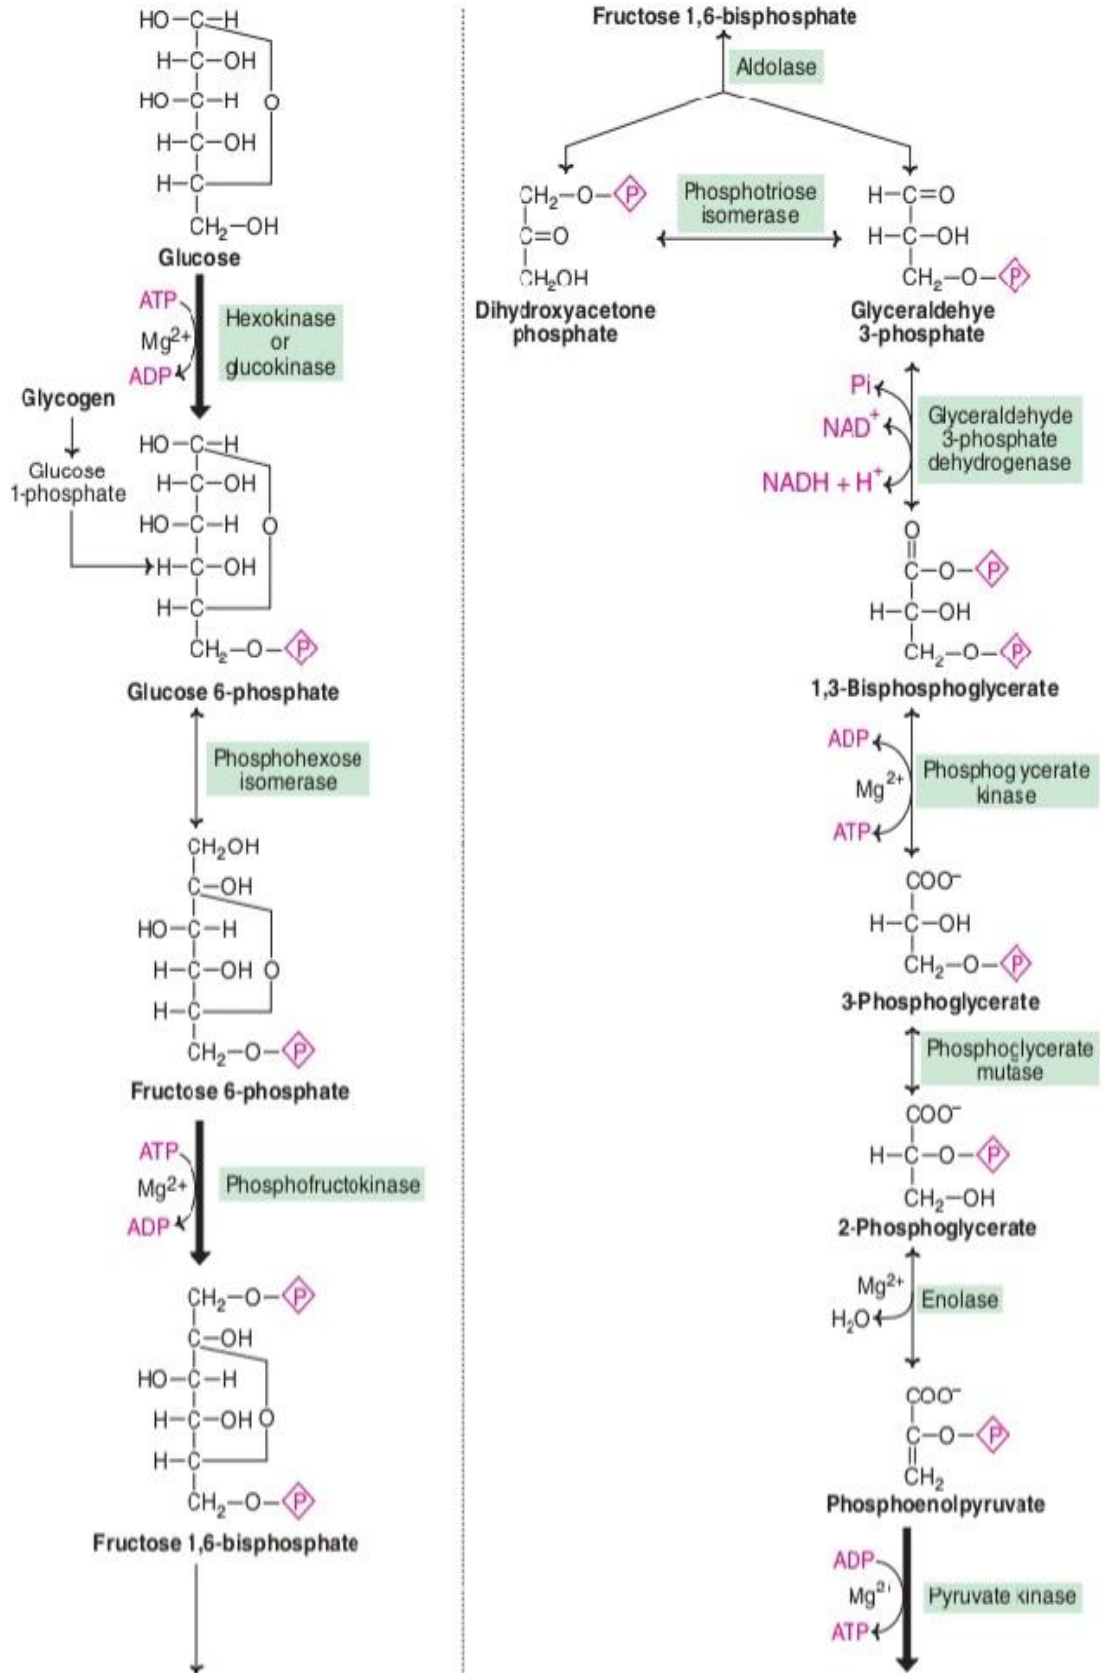 HO–C–H
H–C–OH
HO–C–H O
H–C–OH
H–C
CH2–OH
Glucose
ATP
Mg2+
ADP
Hexokinase
or
glucokinase
Glycogen
Glucose
1-phosphate
HO–C–H
H–C–OH
HO–C–H O
H–C–OH
H–C
CH2–O–P
Glucose 6-phosphate
Phosphohexose
isomerase
CH2OH
C–OH
HO–C–H
H–C–OH O
H–C
CH2–O–P
Fructose 6-phosphate
ATP
Mg2+
ADP
Phosphofructokinase
CH2–O–P
C–OH
HO–C–H
H–C–OH O
H–C
CH2–O–P
Fructose 1,6-bisphosphate
Fructose 1,6-bisphosphate
Aldolase
CH2–O–P
C=O
CH2OH
Dihydroxyacetone
phosphate
Phosphotriose
isomerase
H–C=O
H–C–OH
CH2–O–P
Glyceraldehye
3-phosphate
Pi
NAD+
NADH + H+
Glyceraldehyde
3-phosphate
dehydrogenase
O
C–O–P
H–C–OH
CH2–O–P
1,3-Bisphosphoglycerate
ADP
Mg2+
ATP
Phosphoglycerate
kinase
COO–
H–C–OH
CH2–O–P
3-Phosphoglycerate
Phosphoglycerate
mutase
COO–
H–C–O–P
CH2–OH
2-Phosphoglycerate
Mg2+
H2O
Enolase
COO–
C–O–P
CH2
Phosphoenolpyruvate
ADP
Mg2+
ATP
Pyruvate kinase